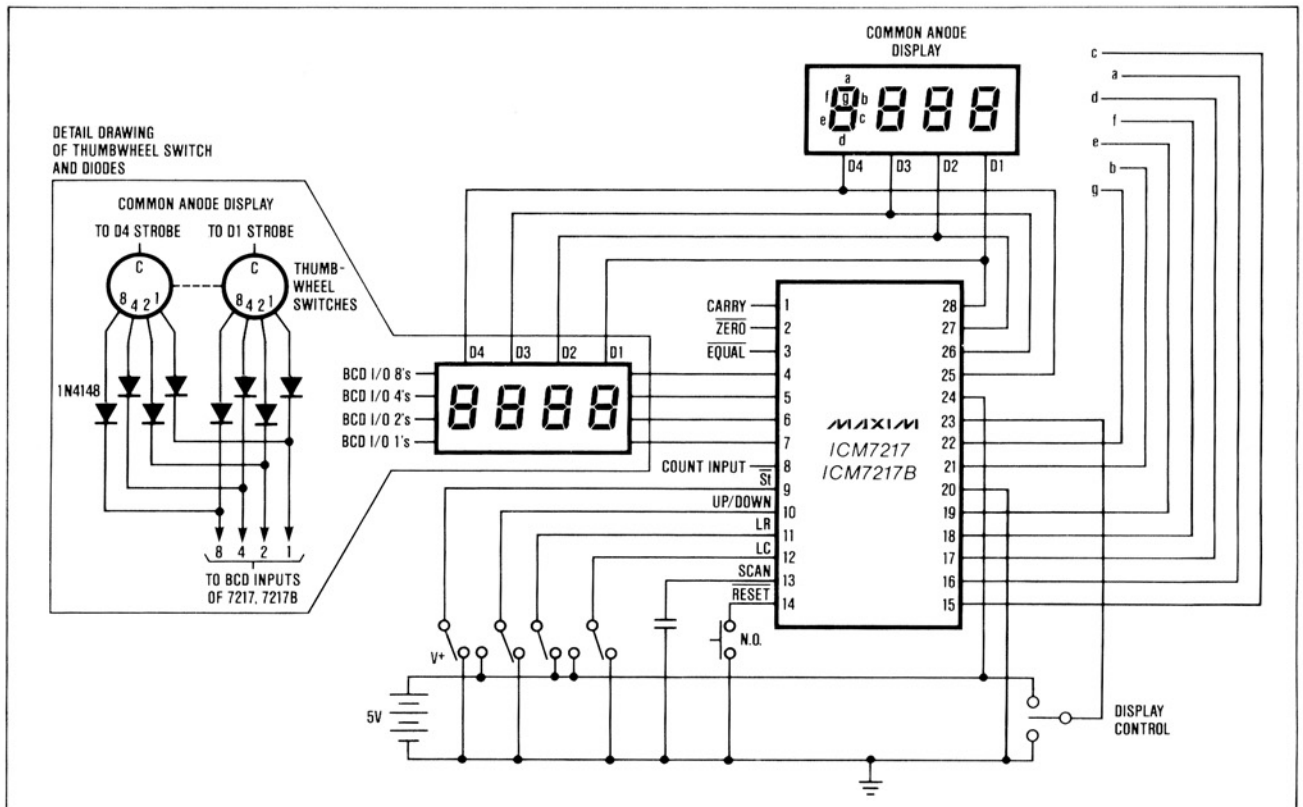 COMMON ANODE
DISPLAY
a
f g b
e c
d
D4 D3 D2 D1
c
a
d
f
e
b
g
DETAIL DRAWING
OF THUMBWHEEL SWITCH
AND DIODES
COMMON ANODE DISPLAY
TO D4 STROBE TO D1 STROBE
C C
8 4 2 1 8 4 2 1
THUMB-
WHEEL
SWITCHES
1N4148
8 4 2 1
TO BCD INPUTS
OF 7217, 7217B
D4 D3 D2 D1
8888
8888
BCD I/O 8's
BCD I/O 4's
BCD I/O 2's
BCD I/O 1's
CARRY 1
ZERO 2
EQUAL 3
4
5
6
7
COUNT INPUT 8
St 9
UP/DOWN 10
LR 11
LC 12
SCAN 13
RESET 14
MAXIM
ICM7217
ICM7217B
28
27
26
25
24
23
22
21
20
19
18
17
16
15
V+
N.O.
5V
DISPLAY
CONTROL